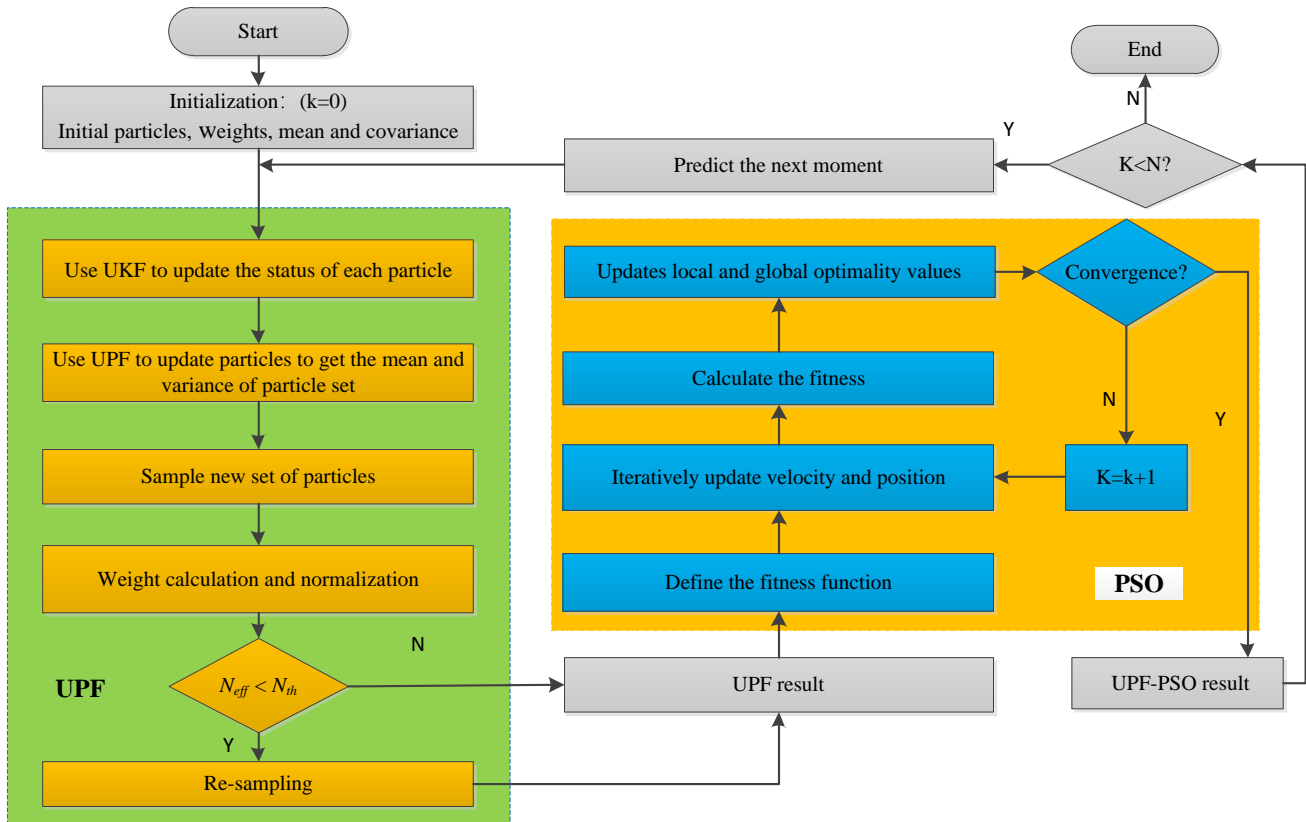 Start
Initialization： (k=0)
Initial particles, Weights, mean and covariance
Use UKF to update the status of each particle
Use UPF to update particles to get the mean and
variance of particle set
Sample new set of particles
Weight calculation and normalization
N_eff < N_th
N
Y
UPF
Re-sampling
UPF result
Define the fitness function
Iteratively update velocity and position
Calculate the fitness
Updates local and global optimality values
Convergence?
N
Y
K=k+1
PSO
UPF-PSO result
K<N?
Y
N
Predict the next moment
End